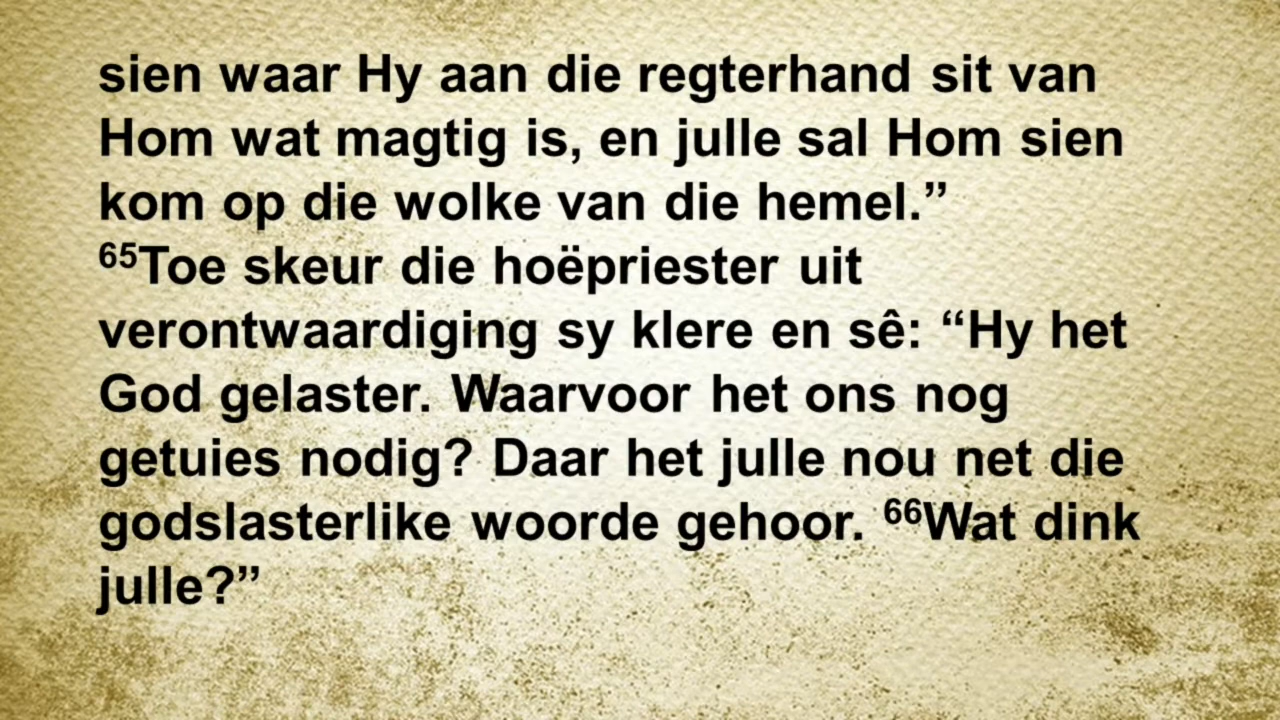 sien waar Hy aan die regterhand sit van
Hom wat magtig is, en julle sal Hom sien
kom op die wolke van die hemel.”
⁶⁵Toe skeur die hoëpriester uit
verontwaardiging sy klere en sê: “Hy het
God gelaster. Waarvoor het ons nog
getuies nodig? Daar het julle nou net die
godslasterlike woorde gehoor. ⁶⁶Wat dink
julle?”